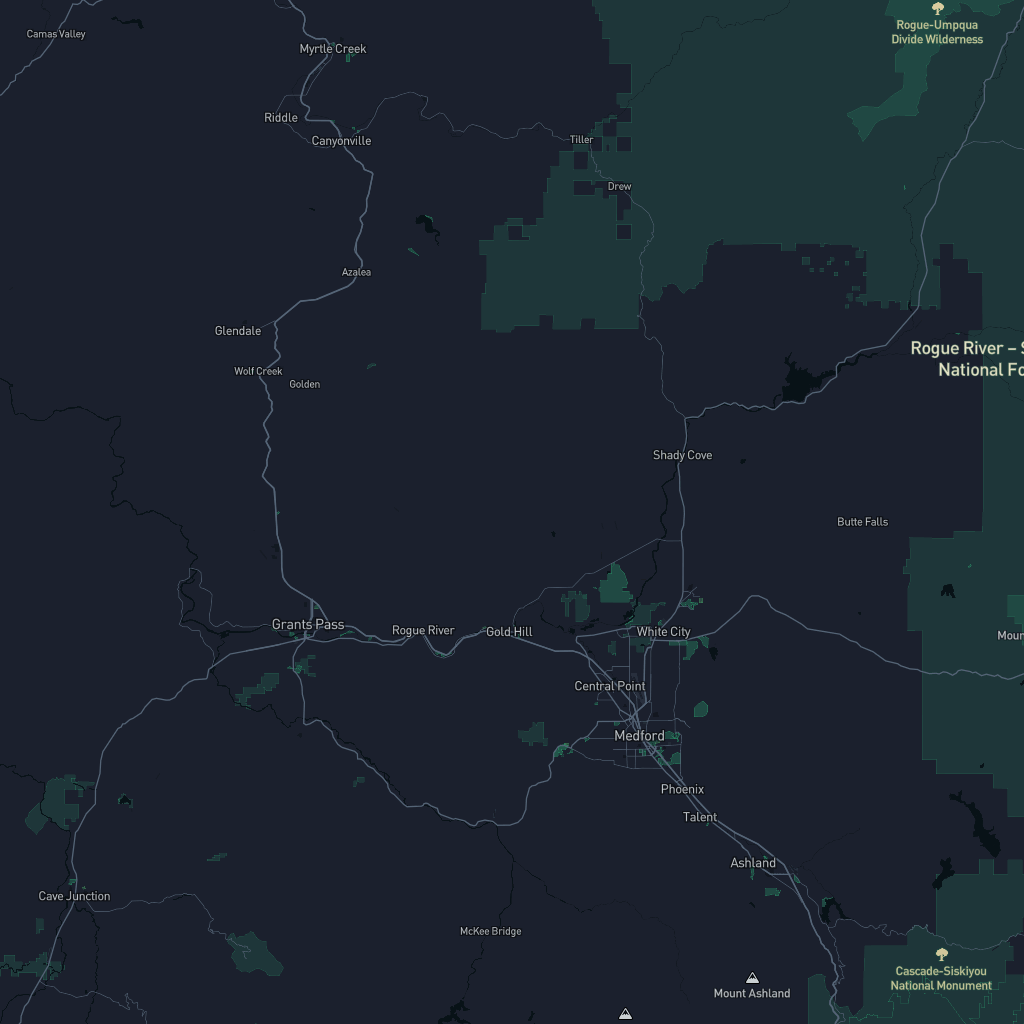 Rogue-Umpqua
Divide Wilderness
Camas Valley
Myrtle Creek
Riddle
Canyonville
Tiller
Drew
Azalea
Glendale
Rogue River – S
National Fo
Wolf Creek
Golden
Shady Cove
Butte Falls
Grants Pass
Rogue River
Gold Hill
White City
Moun
Central Point
Medford
Phoenix
Talent
Ashland
Cave Junction
McKee Bridge
Cascade-Siskiyou
National Monument
Mount Ashland